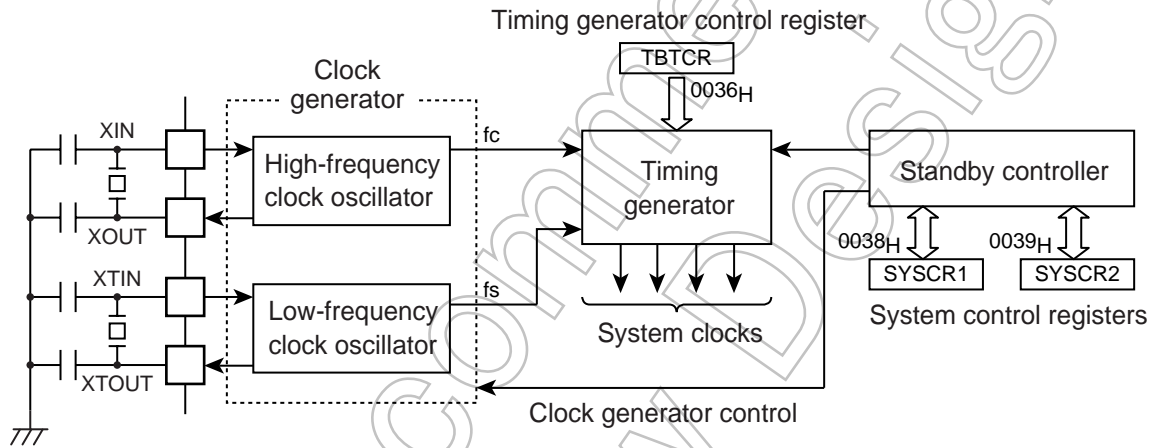 Timing generator control register
TBTCR
0036H
Clock
generator
XIN
High-frequency
clock oscillator
fc
XOUT
Timing
generator
Standby controller
0038H
0039H
SYSCR1
SYSCR2
System control registers
XTIN
Low-frequency
clock oscillator
fs
XTOUT
System clocks
Clock generator control